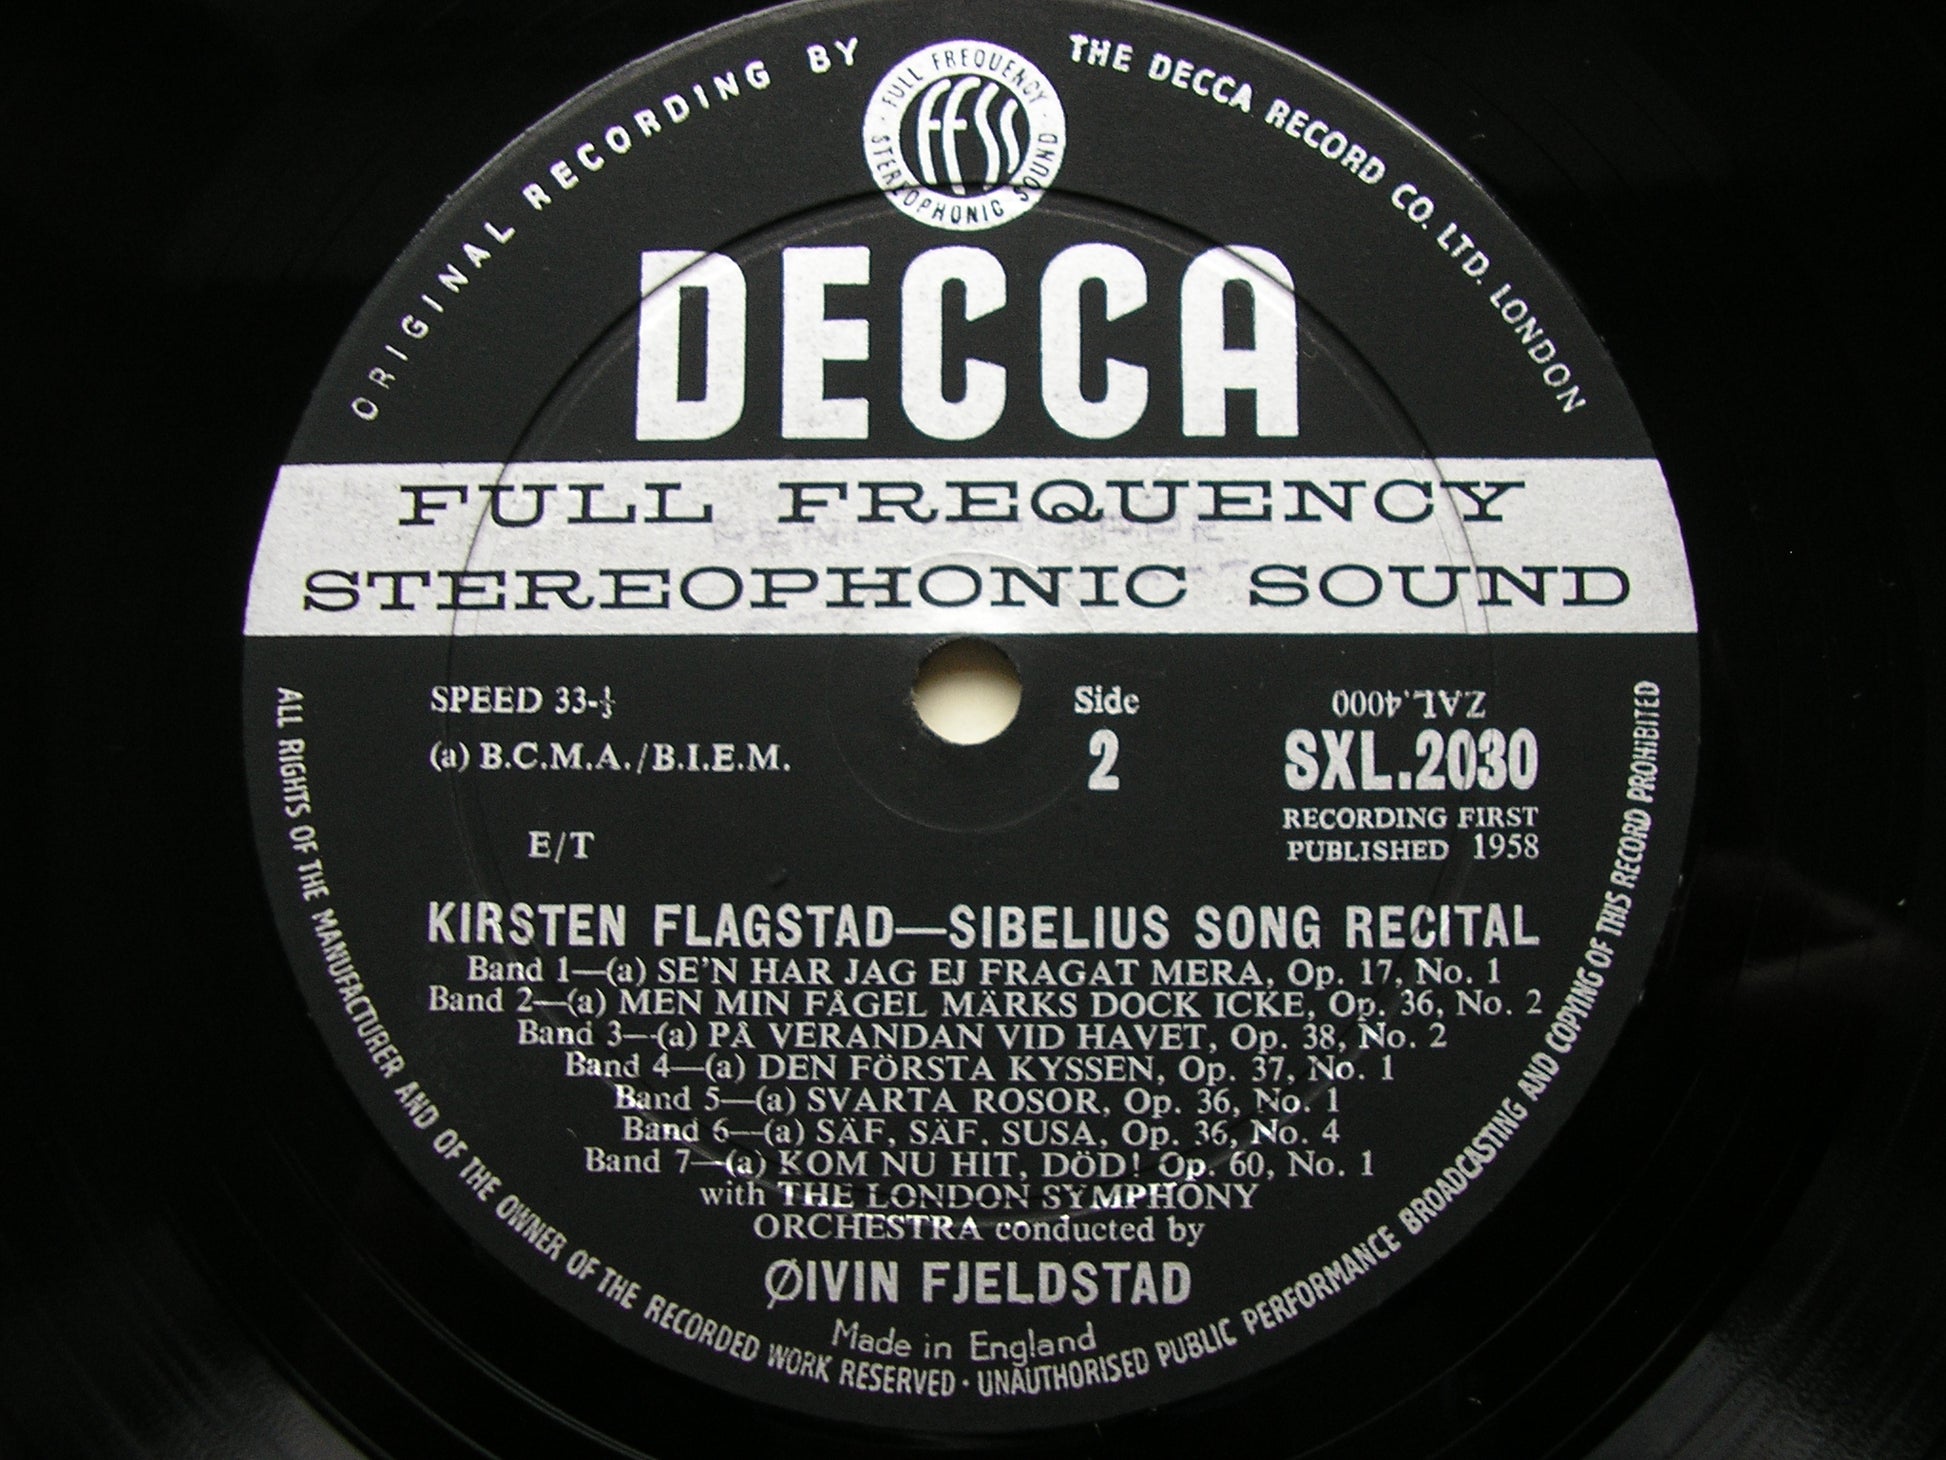 ORIGINAL RECORDING BY THE DECCA RECORD CO. LTD. LONDON
FULL FREQUENCY
STEREOPHONIC SOUND
FFSS
DECCA
FULL FREQUENCY
STEREOPHONIC SOUND
SPEED 33-⅓
(a) B.C.M.A./B.I.E.M.
E/T
Side
2
ZAL.4000
SXL.2030
RECORDING FIRST
PUBLISHED 1958
KIRSTEN FLAGSTAD—SIBELIUS SONG RECITAL
Band 1—(a) SE'N HAR JAG EJ FRAGAT MERA, Op. 17, No. 1
Band 2—(a) MEN MIN FÅGEL MÄRKS DOCK ICKE, Op. 36, No. 2
Band 3—(a) PÅ VERANDAN VID HAVET, Op. 38, No. 2
Band 4—(a) DEN FÖRSTA KYSSEN, Op. 37, No. 1
Band 5—(a) SVARTA ROSOR, Op. 36, No. 1
Band 6—(a) SÄF, SÄF, SUSA, Op. 36, No. 4
Band 7—(a) KOM NU HIT, DÖD! Op. 60, No. 1
with THE LONDON SYMPHONY
ORCHESTRA conducted by
ØIVIN FJELDSTAD
Made in England
ALL RIGHTS OF THE MANUFACTURER AND OF THE OWNER OF THE RECORDED WORK RESERVED · UNAUTHORISED PUBLIC PERFORMANCE BROADCASTING AND COPYING OF THIS RECORD PROHIBITED